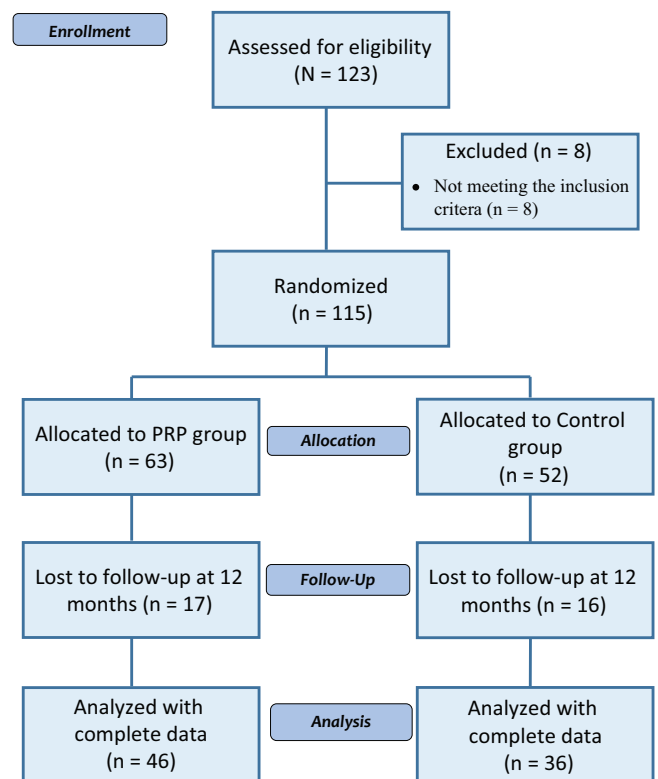 Enrollment
Assessed for eligibility
(N = 123)
Excluded (n = 8)
• Not meeting the inclusion
critera (n = 8)
Randomized
(n = 115)
Allocated to PRP group
(n = 63)
Allocation
Allocated to Control
group
(n = 52)
Lost to follow-up at 12
months (n = 17)
Follow-Up
Lost to follow-up at 12
months (n = 16)
Analyzed with
complete data
(n = 46)
Analysis
Analyzed with
complete data
(n = 36)